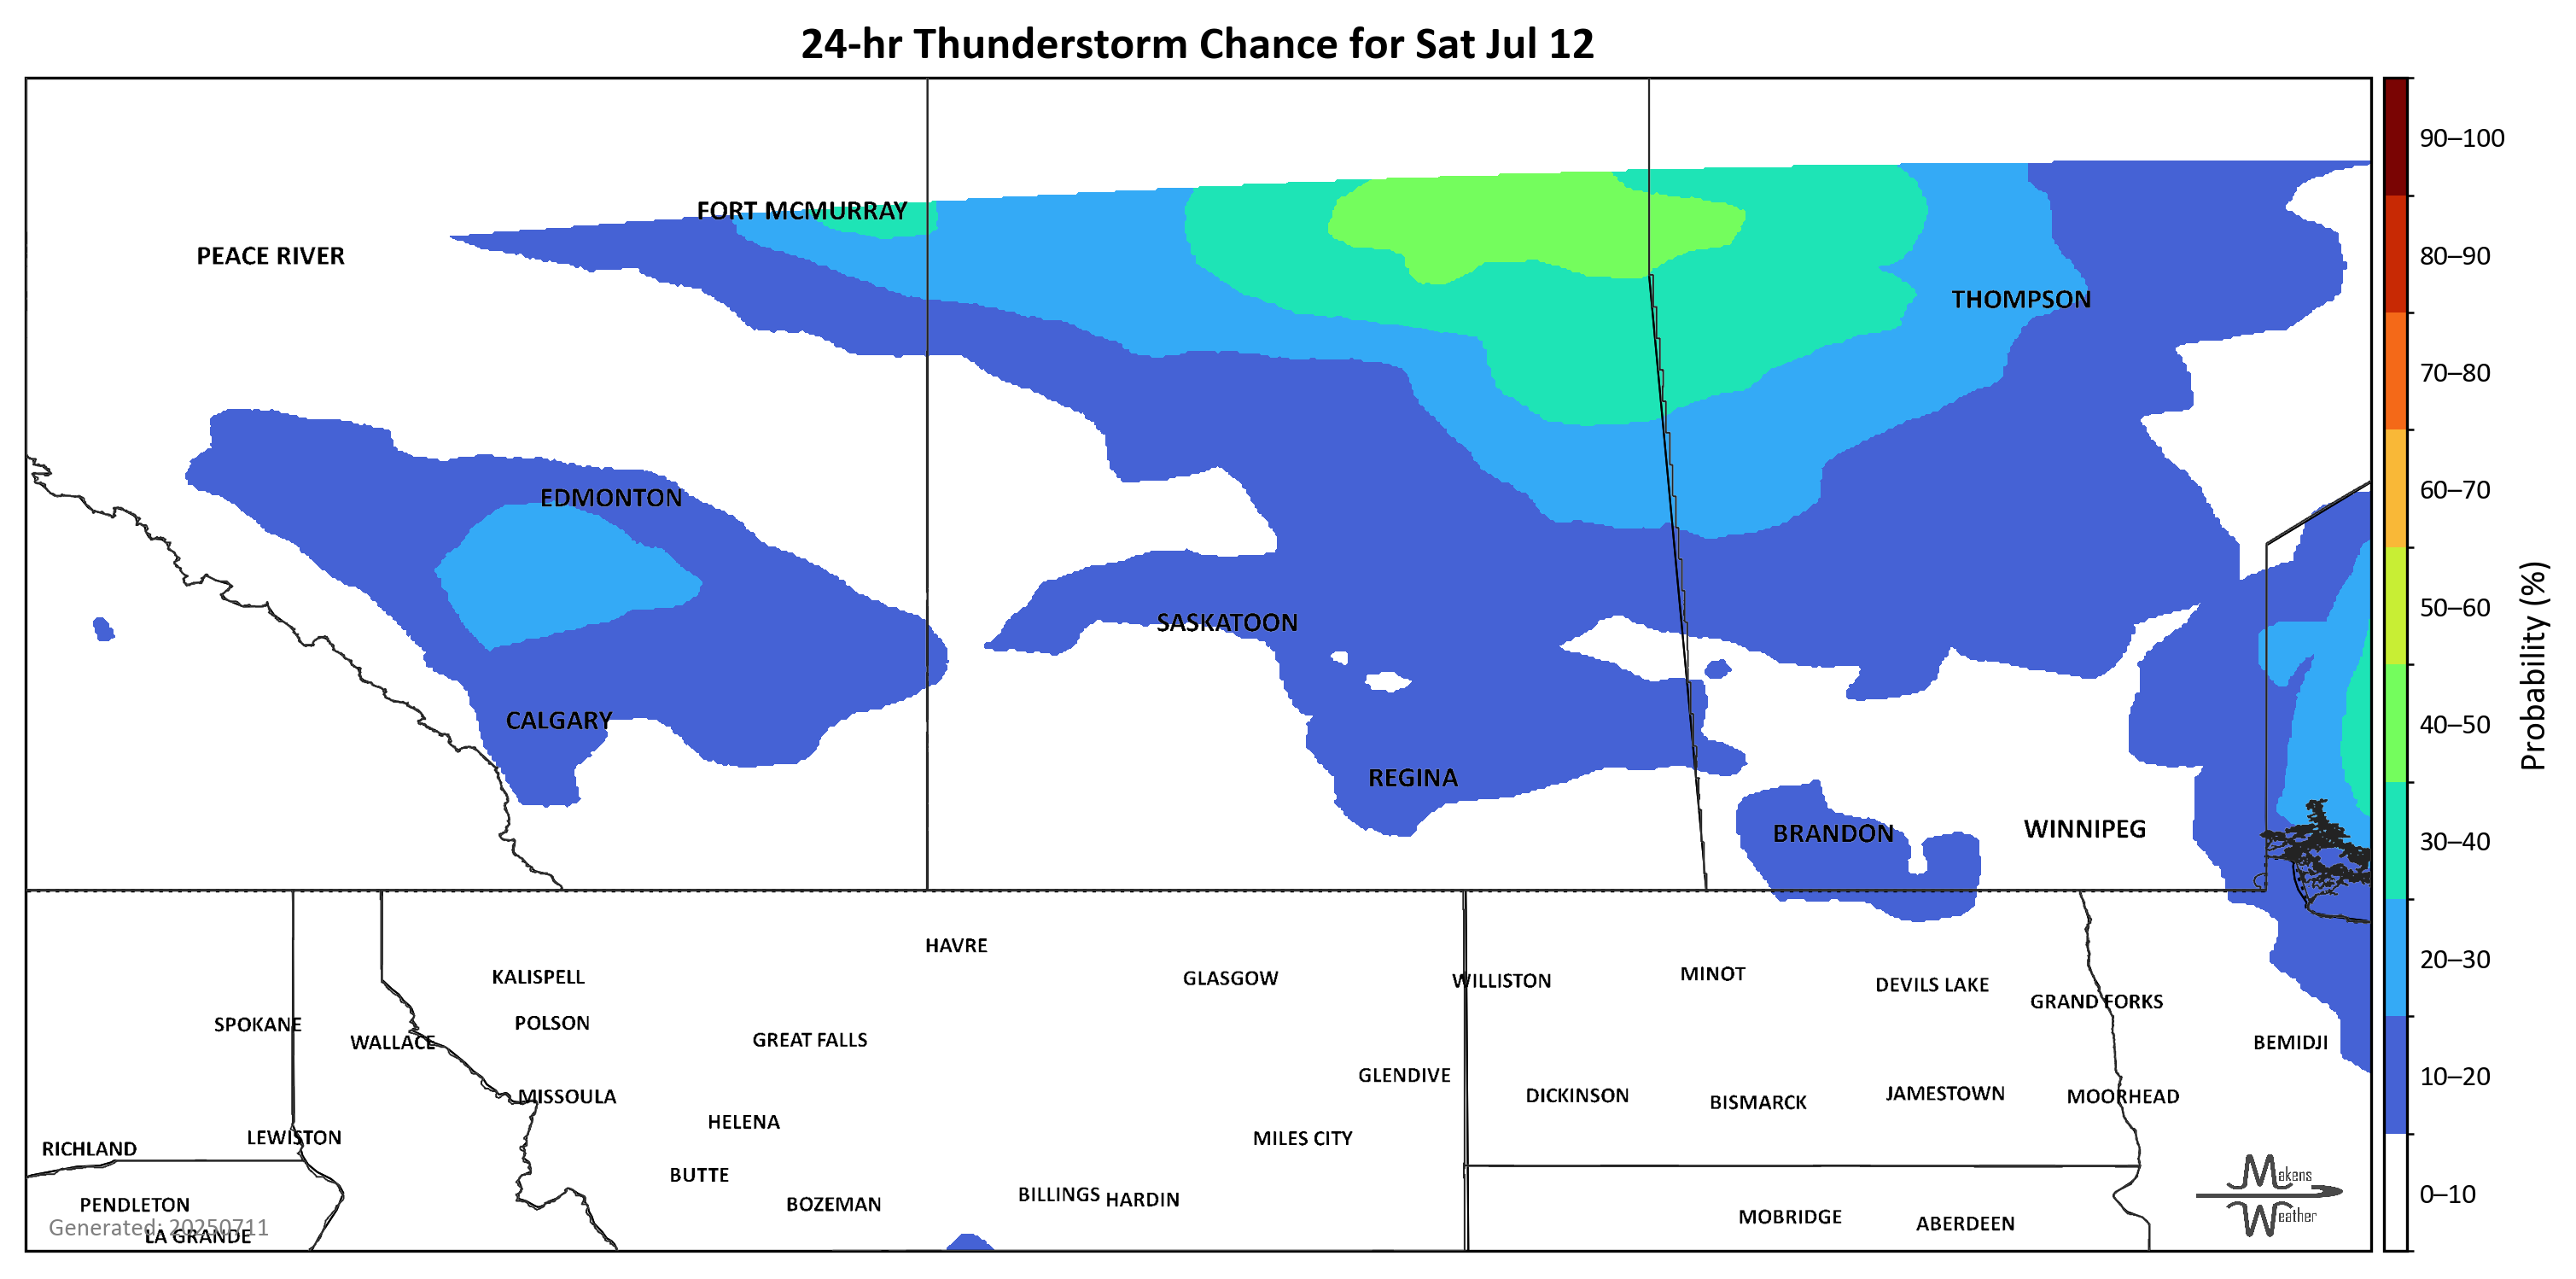 24-hr Thunderstorm Chance for Sat Jul 12
90–100
80–90
70–80
60–70
50–60
40–50
30–40
20–30
10–20
0–10
Probability (%)
FORT MCMURRAY
PEACE RIVER
THOMPSON
EDMONTON
SASKATOON
CALGARY
REGINA
BRANDON
WINNIPEG
HAVRE
KALISPELL
GLASGOW
WILLISTON
MINOT
DEVILS LAKE
GRAND FORKS
SPOKANE
POLSON
WALLACE
GREAT FALLS
BEMIDJI
GLENDIVE
MISSOULA
DICKINSON
BISMARCK
JAMESTOWN
MOORHEAD
HELENA
LEWISTON
MILES CITY
RICHLAND
BUTTE
BILLINGS
HARDIN
PENDLETON
BOZEMAN
MOBRIDGE
ABERDEEN
Generated: 20250711
LA GRANDE
Makens
Weather